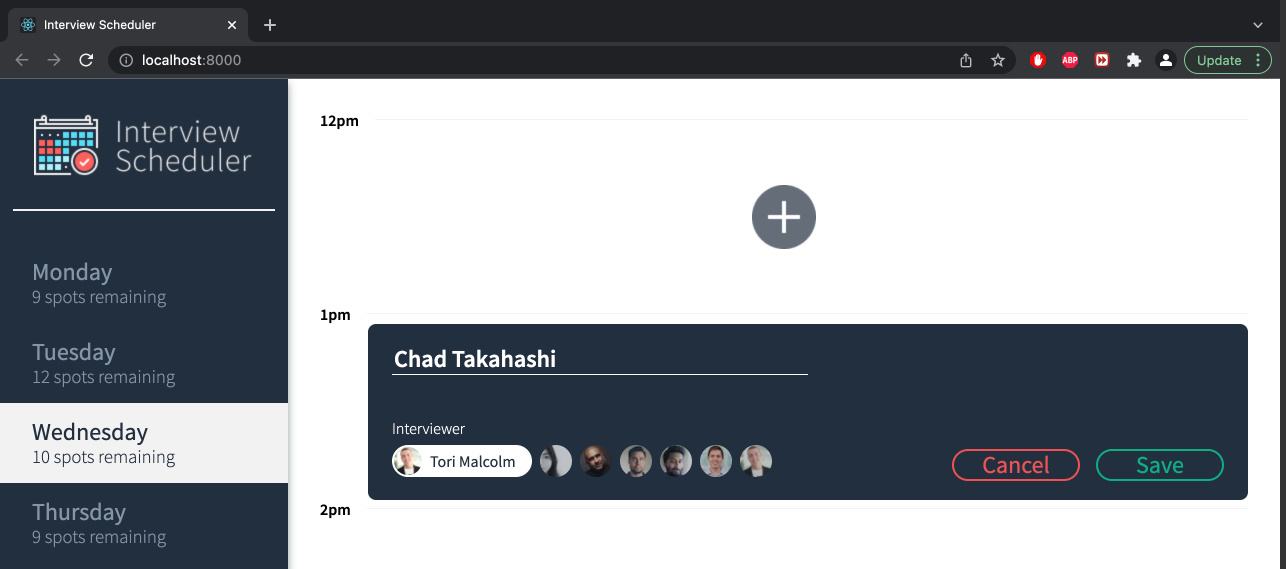 Interview Scheduler
localhost:8000
ABP
Update
Interview
Scheduler
Monday
9 spots remaining
Tuesday
12 spots remaining
Wednesday
10 spots remaining
Thursday
9 spots remaining
12pm
1pm
Chad Takahashi
Interviewer
Tori Malcolm
Cancel
Save
2pm